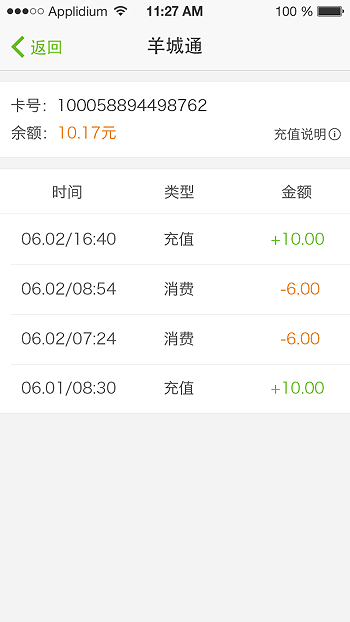 Applidium 11:27 AM 100 %
返回 羊城通
卡号：100058894498762
余额：10.17元 充值说明
时间 类型 金额
06.02/16:40 充值 +10.00
06.02/08:54 消费 -6.00
06.02/07:24 消费 -6.00
06.01/08:30 充值 +10.00